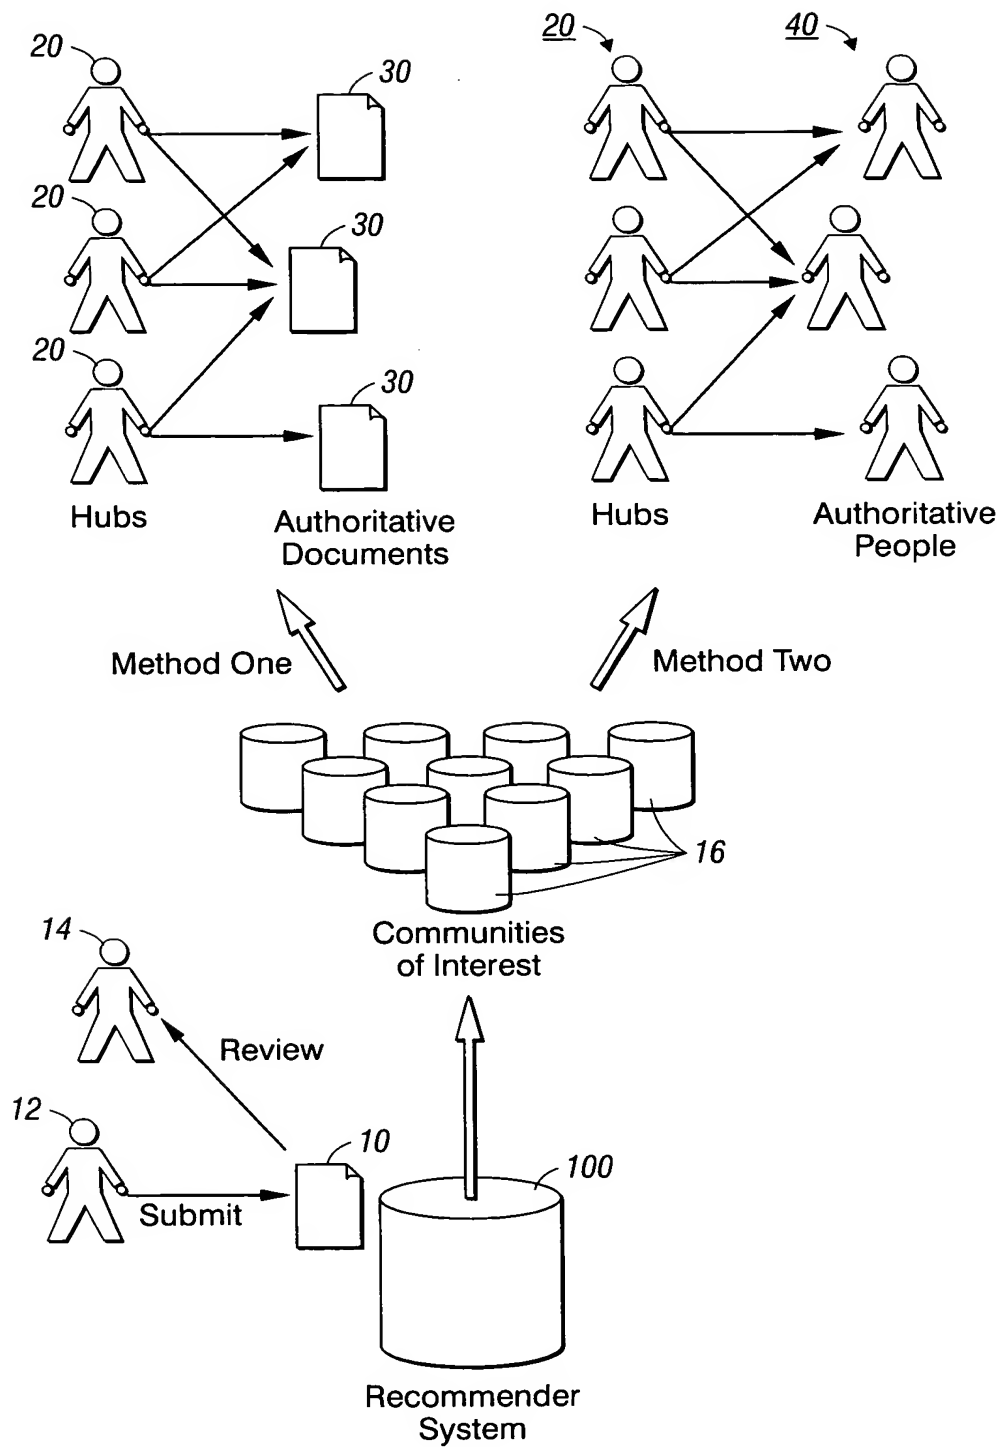 20
30
20
40
20
30
20
30
Hubs
Authoritative
Documents
Hubs
Authoritative
People
Method One
Method Two
16
Communities
of Interest
14
Review
12
10
Submit
100
Recommender
System